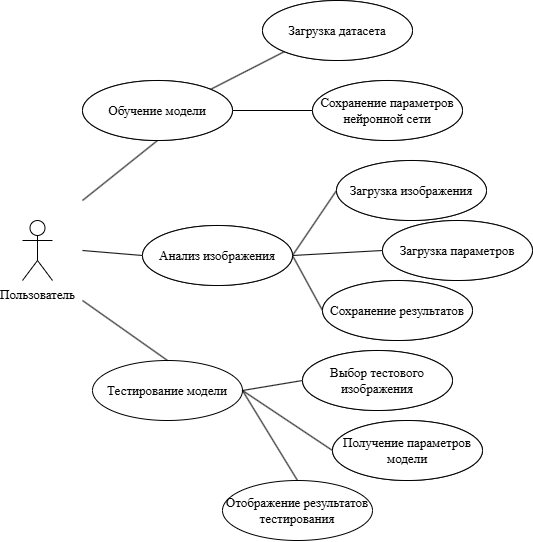 Загрузка датасета
Обучение модели
Сохранение параметров
нейронной сети
Загрузка изображения
Анализ изображения
Загрузка параметров
Пользователь
Сохранение результатов
Тестирование модели
Выбор тестового
изображения
Получение параметров
модели
Отображение результатов
тестирования